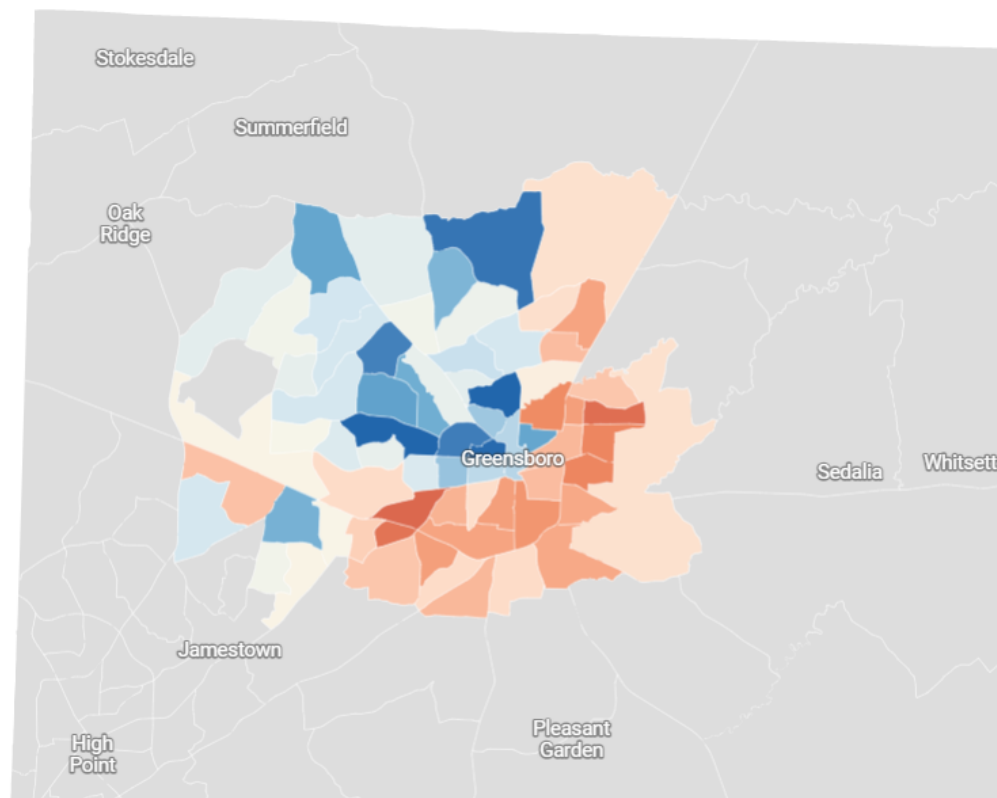 Stokesdale
Summerfield
Oak
Ridge
Greensboro
Sedalia
Whitsett
Jamestown
High
Point
Pleasant
Garden